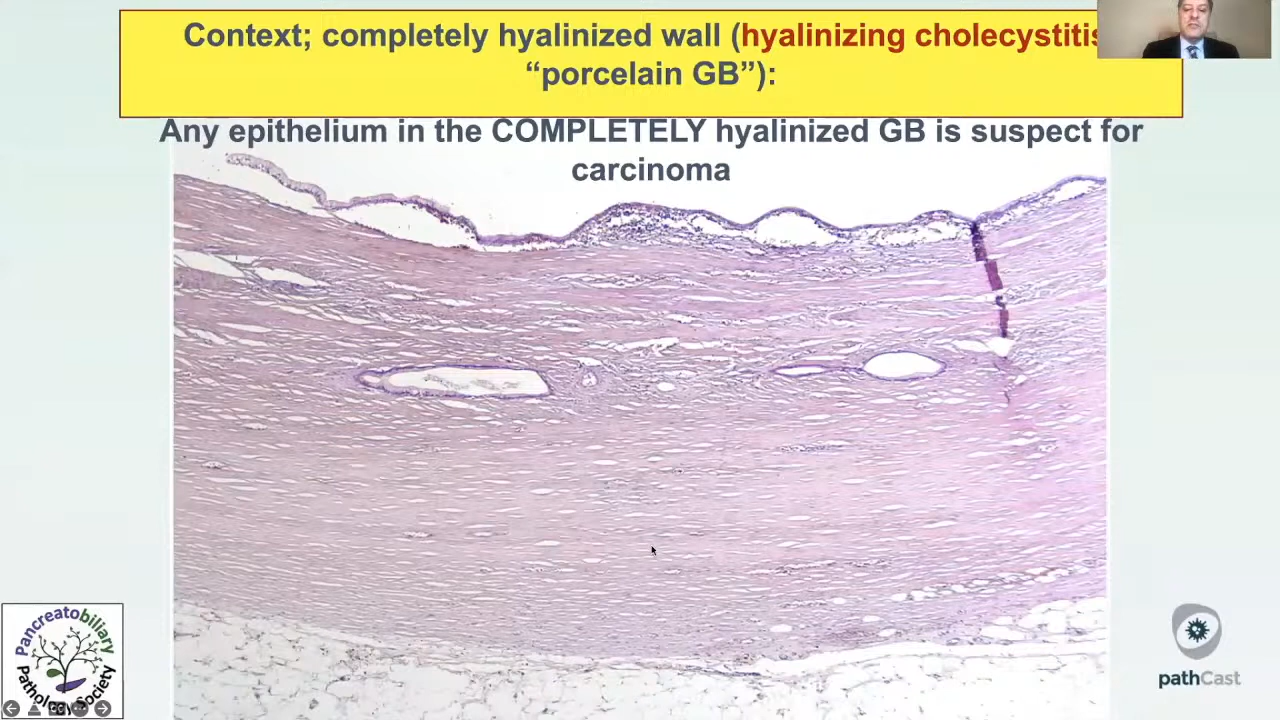 Context; completely hyalinized wall (hyalinizing cholecystitis
“porcelain GB”):
Any epithelium in the COMPLETELY hyalinized GB is suspect for
carcinoma
Pancreatobiliary
Pathology Society
pathCast